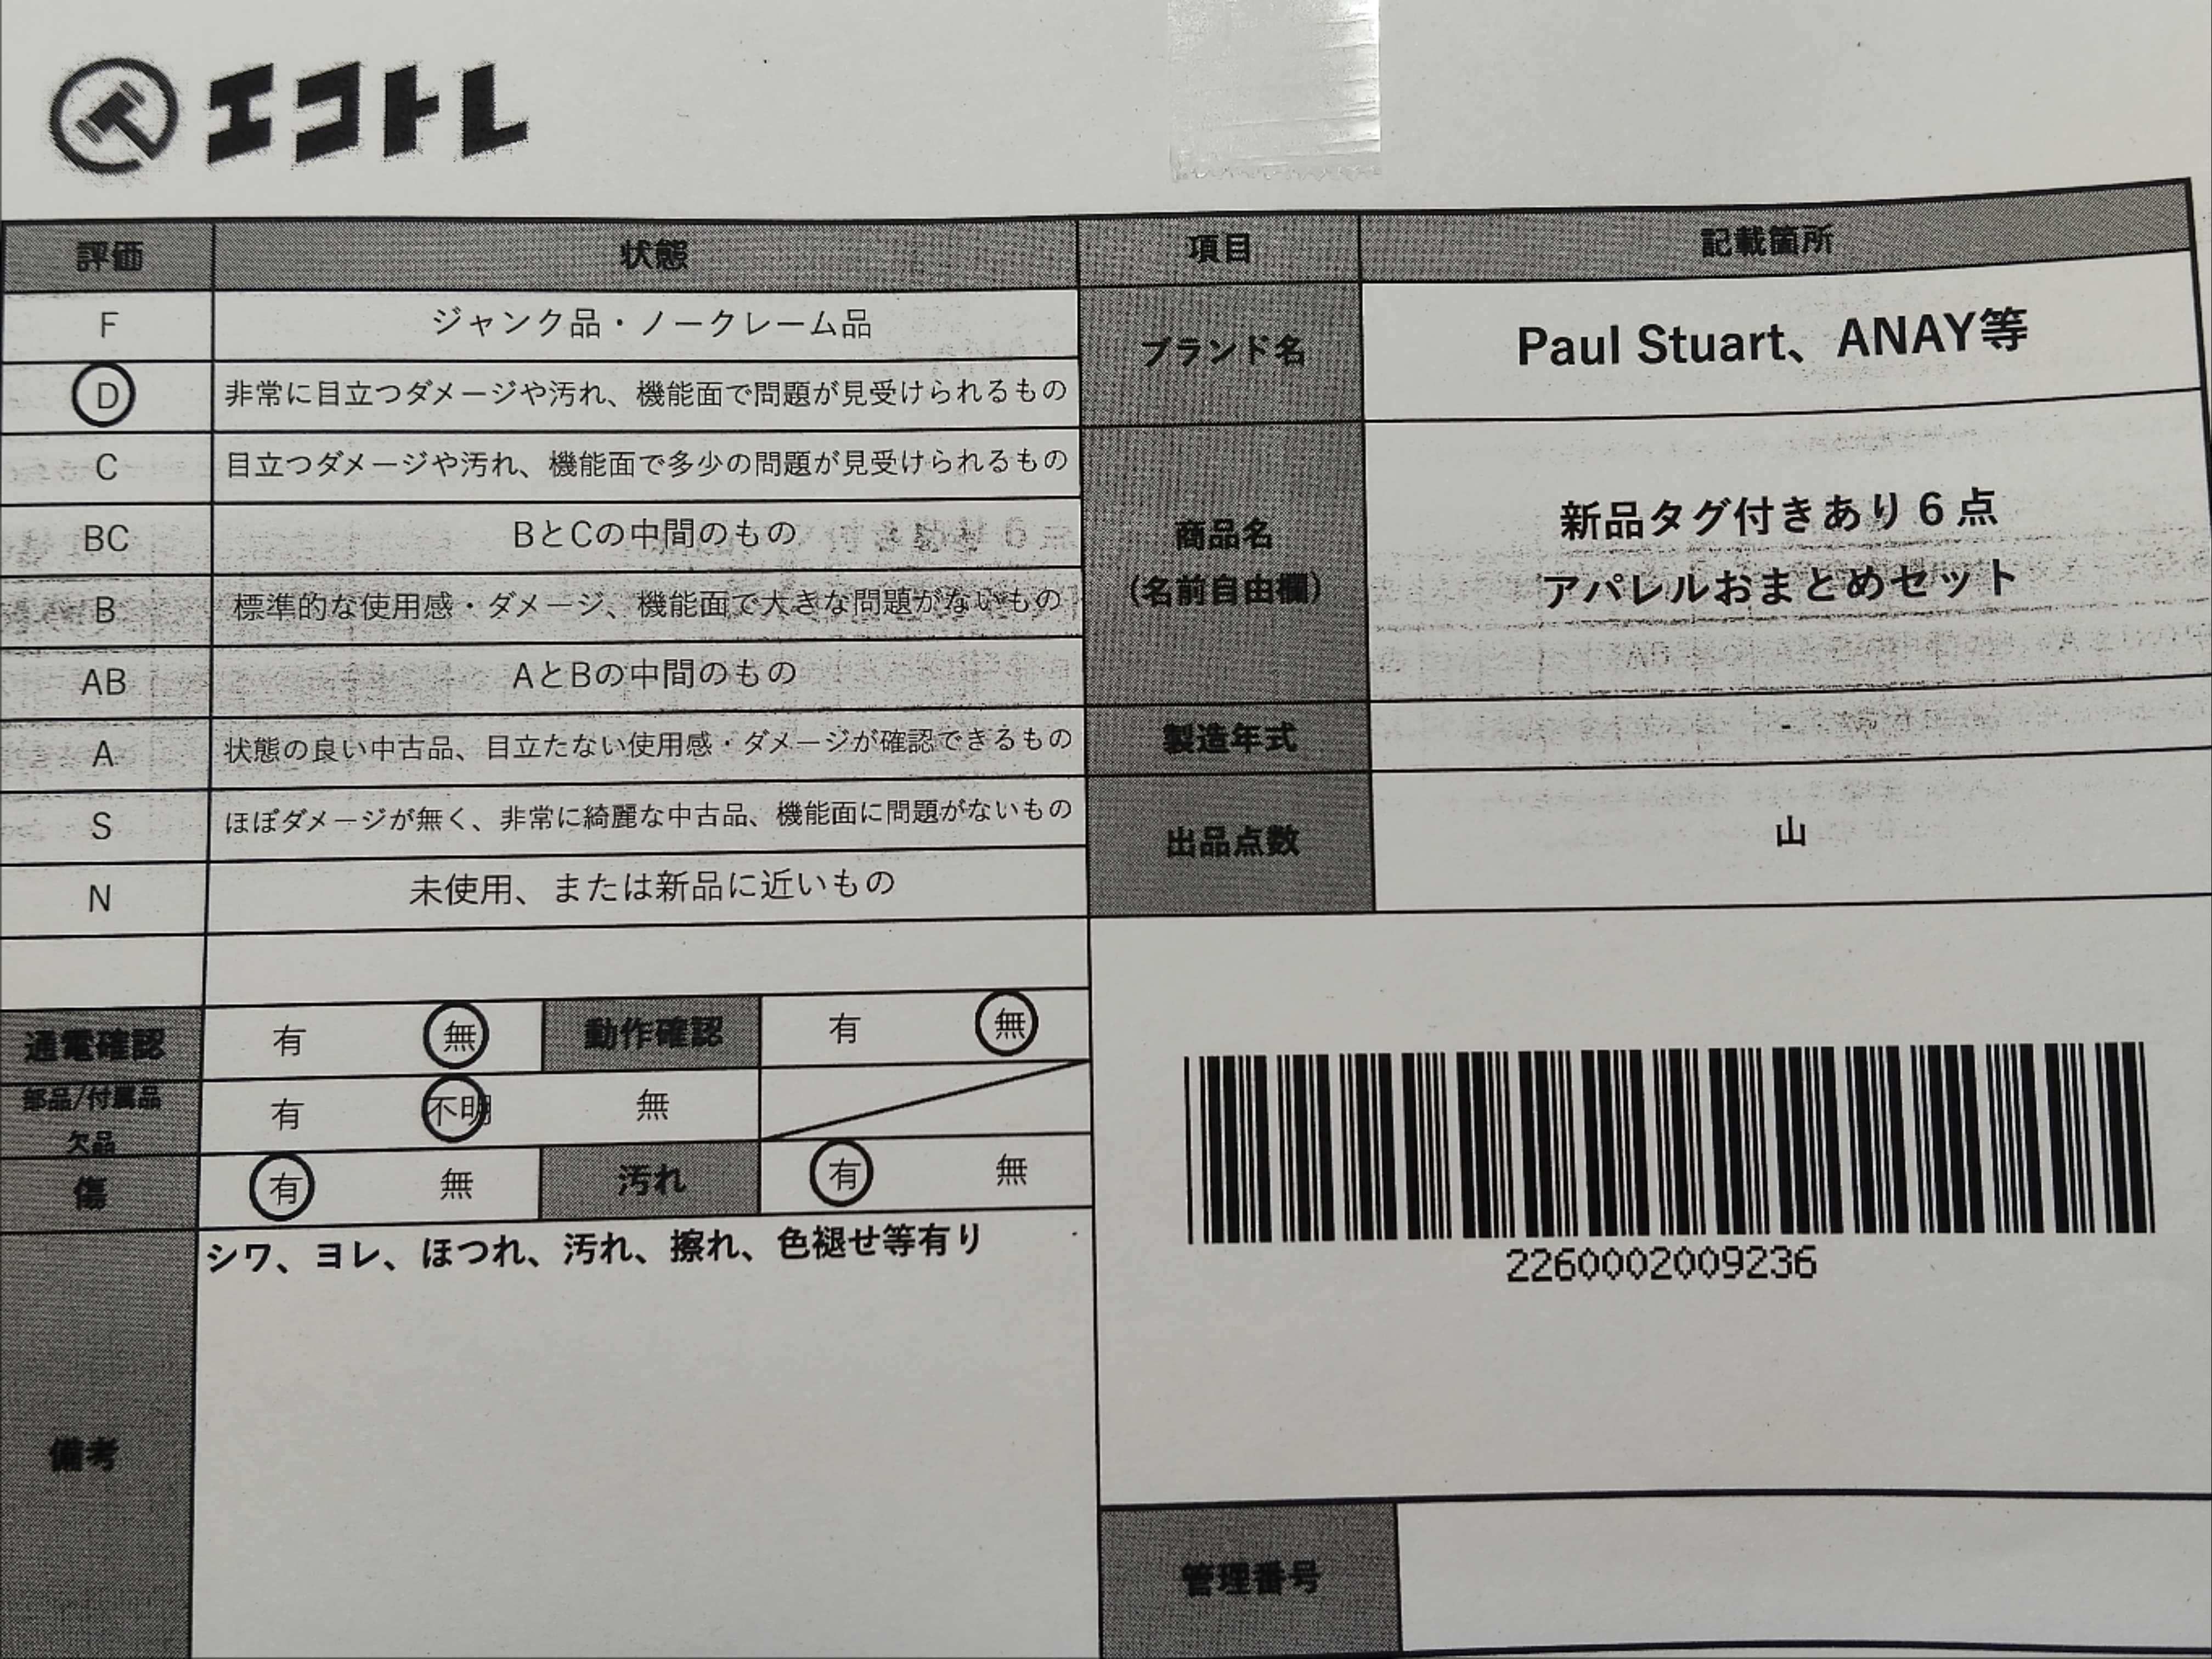 エコトレ
評価 状態
F ジャンク品・ノークレーム品
D 非常に目立つダメージや汚れ、機能面で問題が見受けられるもの
C 目立つダメージや汚れ、機能面で多少の問題が見受けられるもの
BC BとCの中間のもの
B 標準的な使用感・ダメージ、機能面で大きな問題がないもの
AB AとBの中間のもの
A 状態の良い中古品、目立たない使用感・ダメージが確認できるもの
S ほぼダメージが無く、非常に綺麗な中古品、機能面に問題がないもの
N 未使用、または新品に近いもの
通電確認 有 無 動作確認 有 無
部品/付属品
欠品
有 不明 無
傷 有 無 汚れ 有 無
備考
シワ、ヨレ、ほつれ、汚れ、擦れ、色褪せ等有り
項目 記載箇所
ブランド名 Paul Stuart、ANAY等
商品名
(名前自由欄)
新品タグ付きあり6点
アパレルおまとめセット
製造年式 -
出品点数 山
2260002009236
管理番号